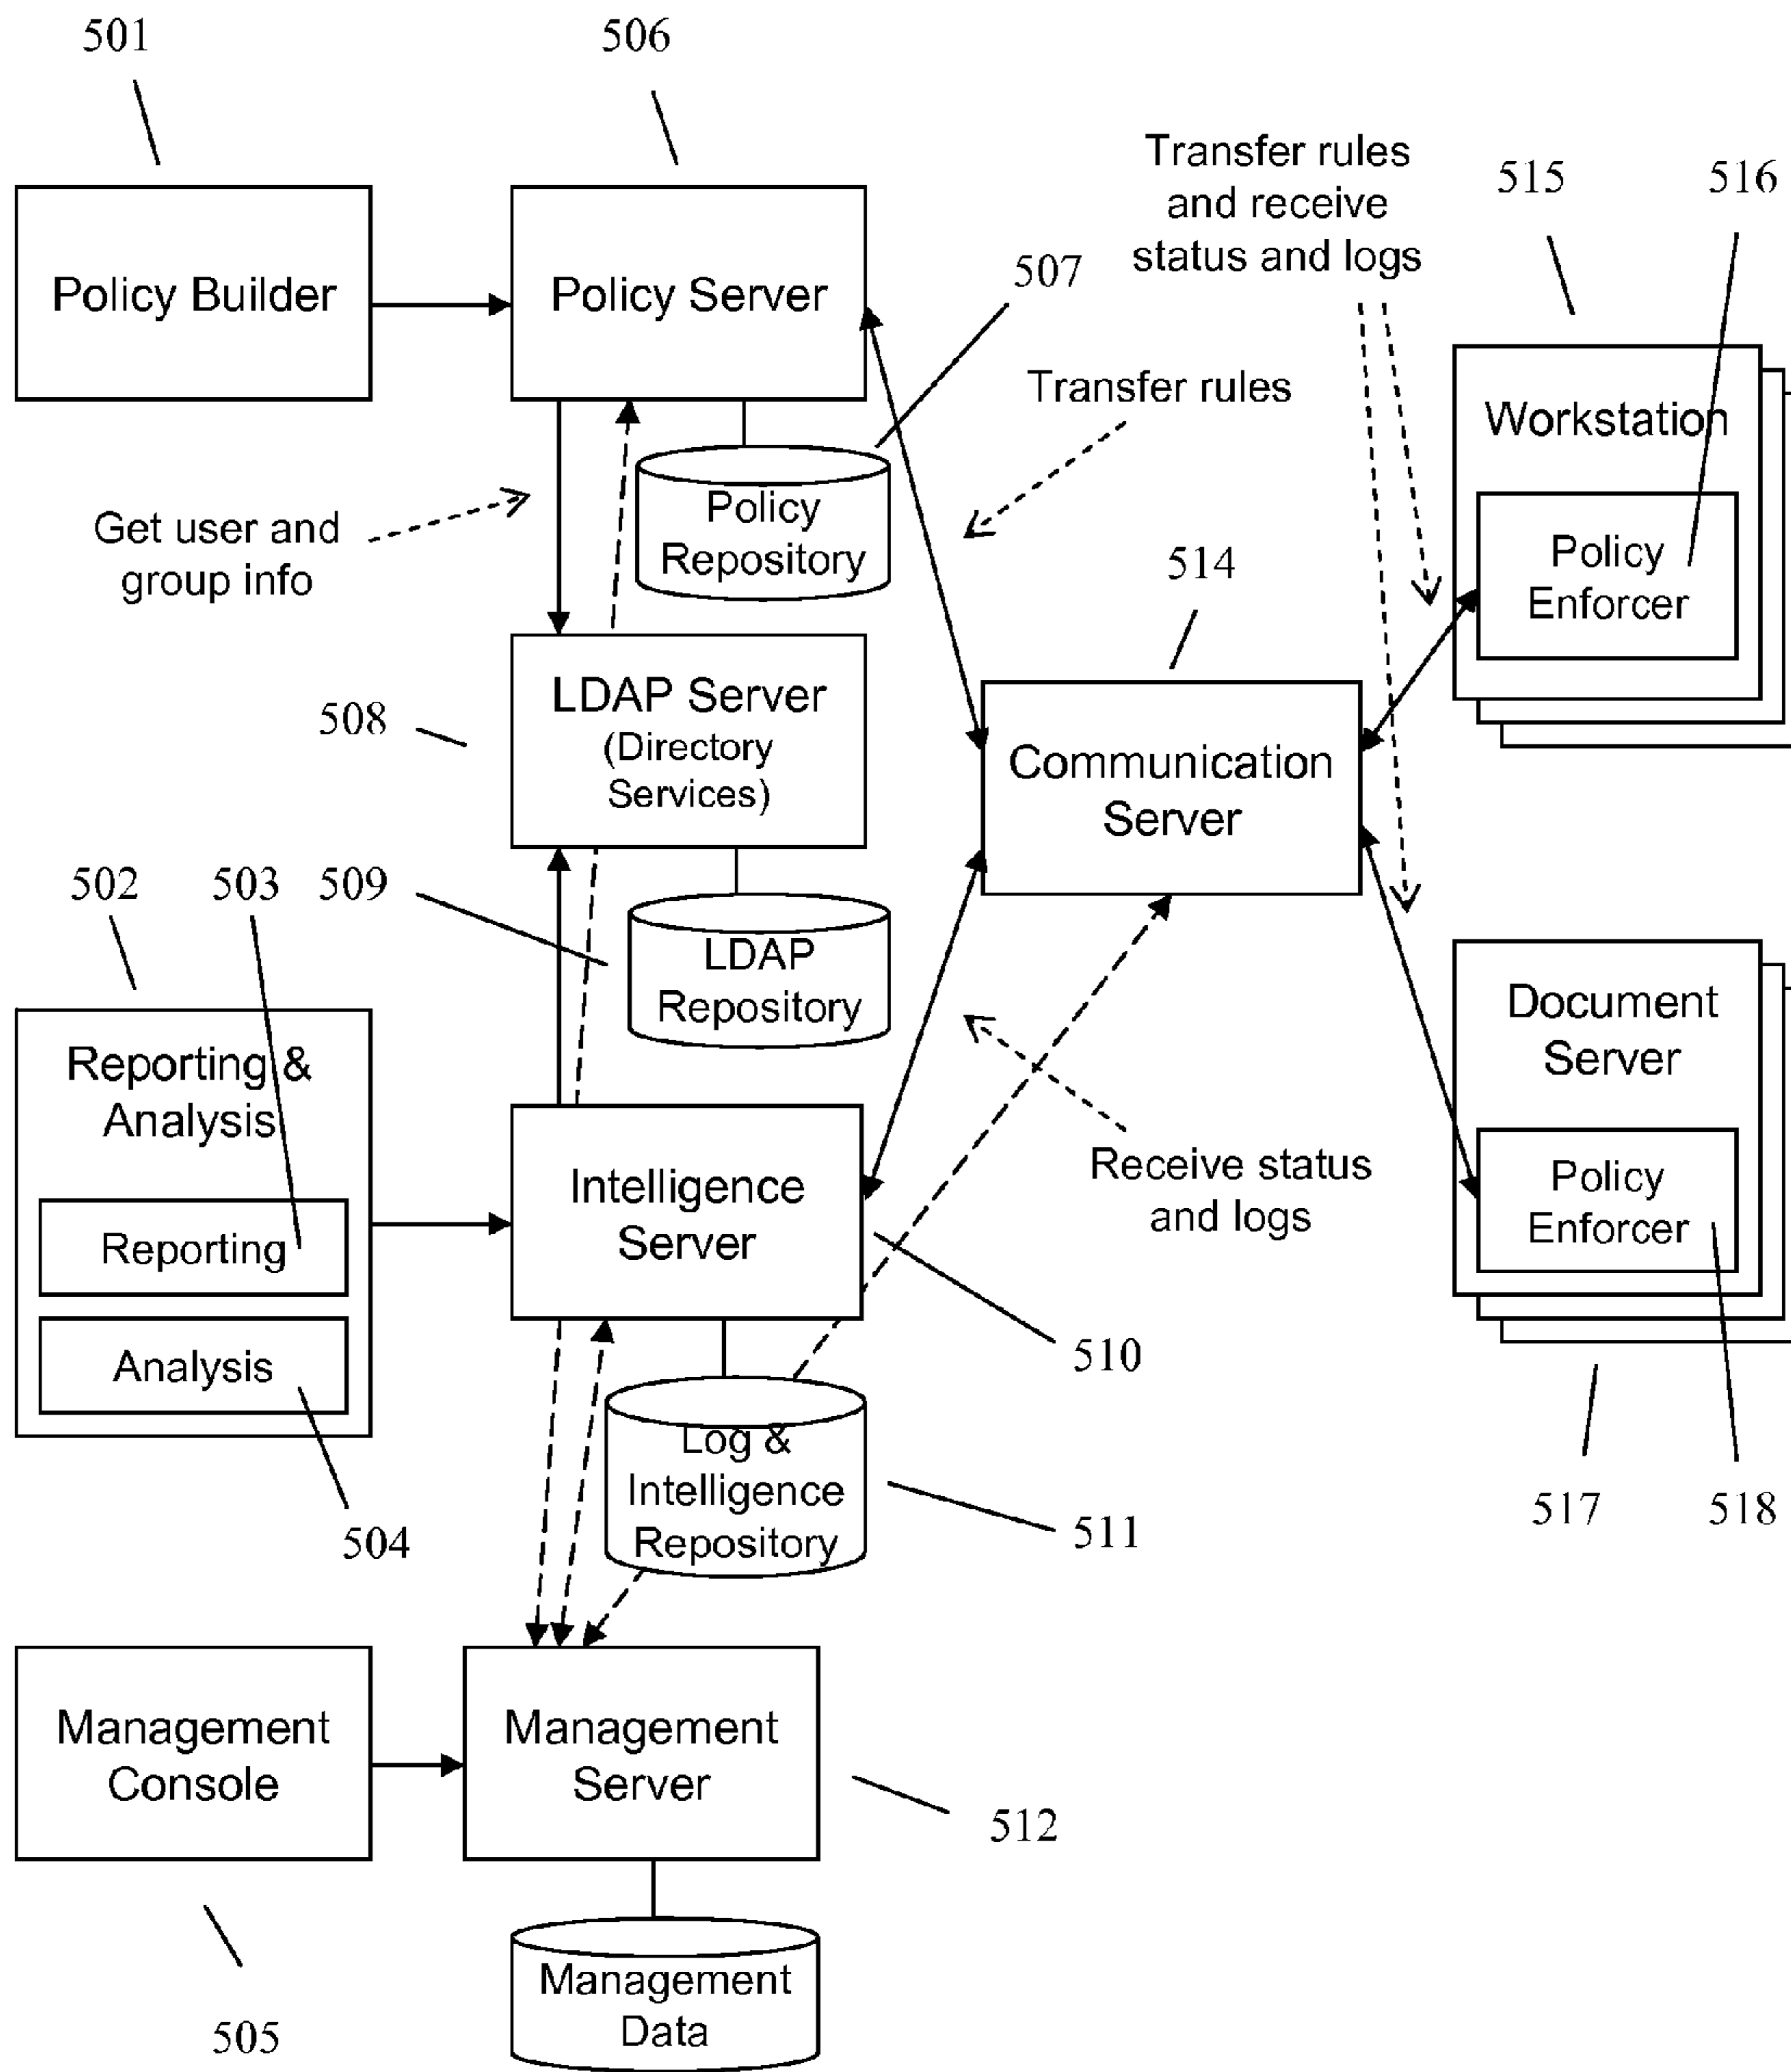 501
506
Transfer rules
and receive
status and logs
515
516
Policy Builder
Policy Server
507
Transfer rules
Workstation
Policy
Enforcer
Get user and
group info
Policy
Repository
514
508
LDAP Server
(Directory
Services)
Communication
Server
502
503
509
LDAP
Repository
Document
Server
Policy
Enforcer
Reporting &
Analysis
Reporting
Analysis
Intelligence
Server
Receive status
and logs
510
504
Log &
Intelligence
Repository
511
517
518
Management
Console
Management
Server
512
505
Management
Data